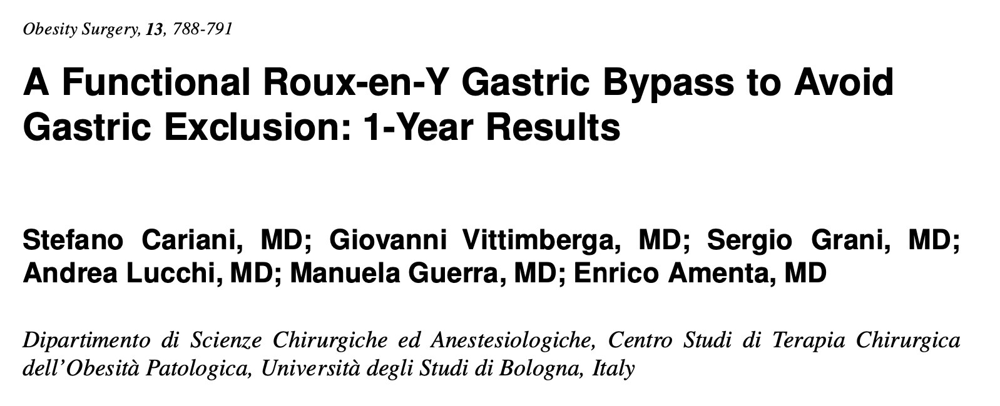 Obesity Surgery, 13, 788-791
A Functional Roux-en-Y Gastric Bypass to Avoid
Gastric Exclusion: 1-Year Results
Stefano Cariani, MD; Giovanni Vittimberga, MD; Sergio Grani, MD;
Andrea Lucchi, MD; Manuela Guerra, MD; Enrico Amenta, MD
Dipartimento di Scienze Chirurgiche ed Anestesiologiche, Centro Studi di Terapia Chirurgica
dell’Obesità Patologica, Università degli Studi di Bologna, Italy